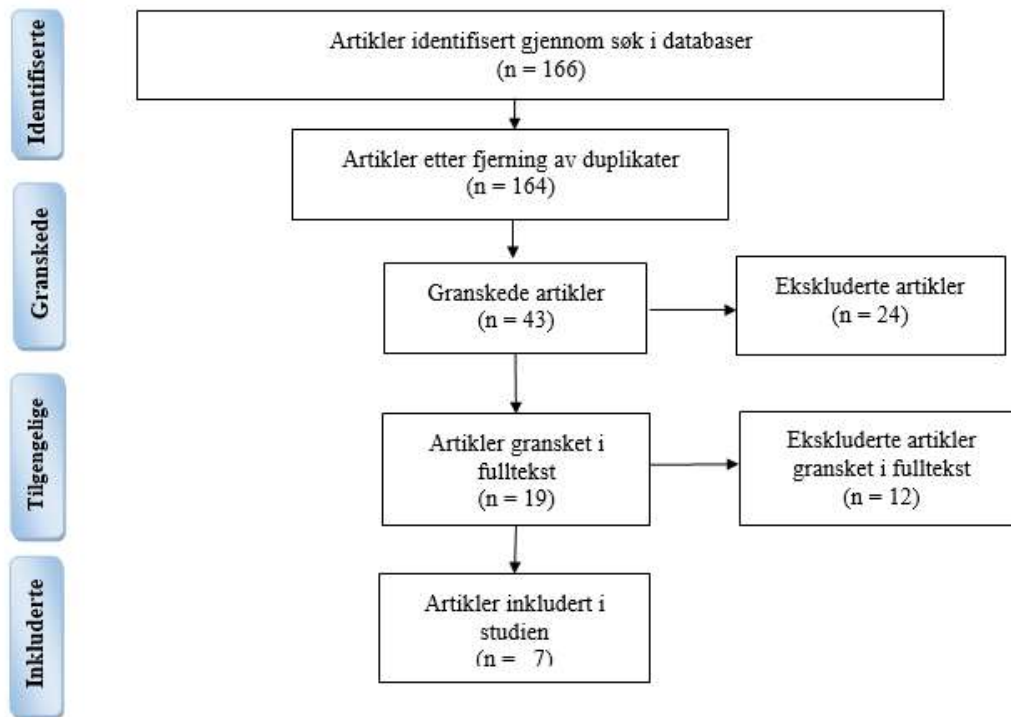 Identifiserte
Artikler identifisert gjennom søk i databaser
(n = 166)
Artikler etter fjerning av duplikater
(n = 164)
Granskede
Granskede artikler
(n = 43)
Ekskluderte artikler
(n = 24)
Tilgengelige
Artikler gransket i
fulltekst
(n = 19)
Ekskluderte artikler
gransket i fulltekst
(n = 12)
Inkluderte
Artikler inkludert i
studien
(n = 7)